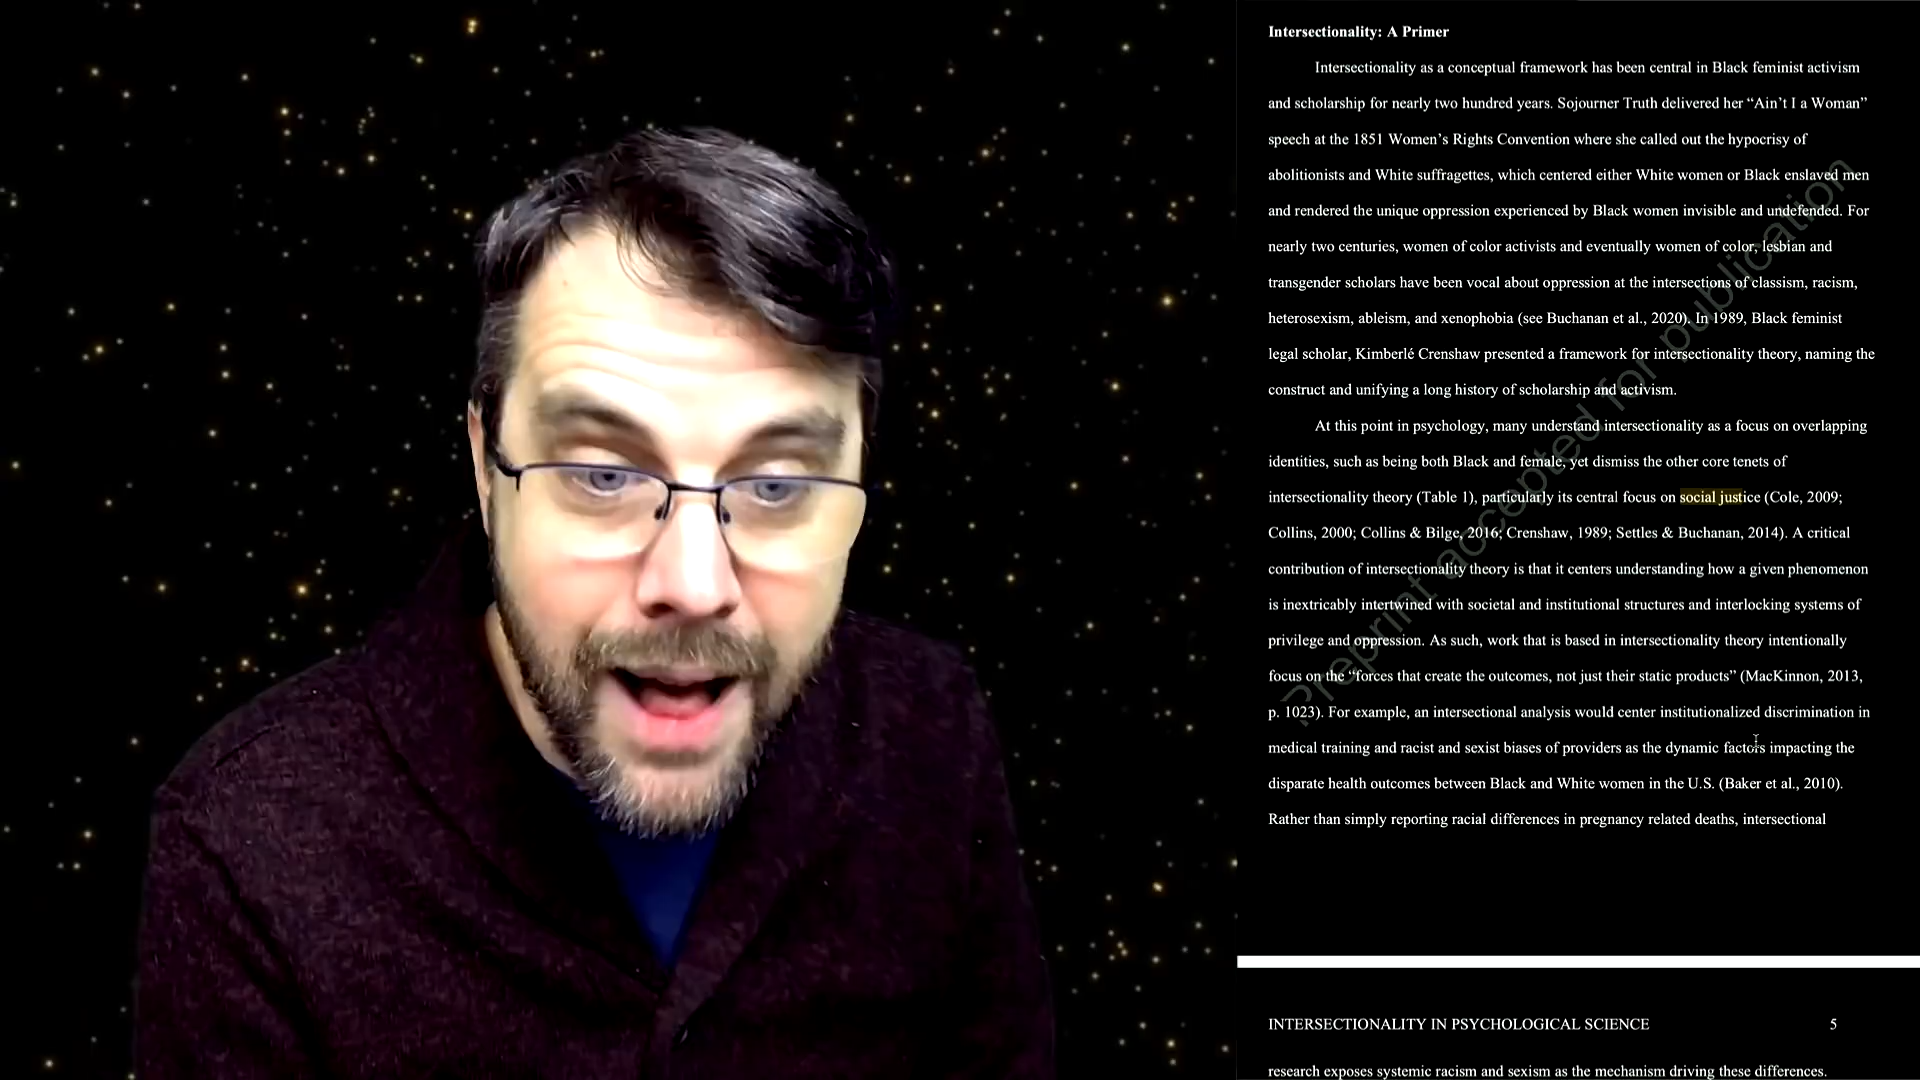 Intersectionality: A Primer
Intersectionality as a conceptual framework has been central in Black feminist activism
and scholarship for nearly two hundred years. Sojourner Truth delivered her “Ain’t I a Woman”
speech at the 1851 Women’s Rights Convention where she called out the hypocrisy of
abolitionists and White suffragettes, which centered either White women or Black enslaved men
and rendered the unique oppression experienced by Black women invisible and undefended. For
nearly two centuries, women of color activists and eventually women of color, lesbian and
transgender scholars have been vocal about oppression at the intersections of classism, racism,
heterosexism, ableism, and xenophobia (see Buchanan et al., 2020). In 1989, Black feminist
legal scholar, Kimberlé Crenshaw presented a framework for intersectionality theory, naming the
construct and unifying a long history of scholarship and activism.
At this point in psychology, many understand intersectionality as a focus on overlapping
identities, such as being both Black and female, yet dismiss the other core tenets of
intersectionality theory (Table 1), particularly its central focus on social justice (Cole, 2009;
Collins, 2000; Collins & Bilge, 2016; Crenshaw, 1989; Settles & Buchanan, 2014). A critical
contribution of intersectionality theory is that it centers understanding how a given phenomenon
is inextricably intertwined with societal and institutional structures and interlocking systems of
privilege and oppression. As such, work that is based in intersectionality theory intentionally
focus on the “forces that create the outcomes, not just their static products” (MacKinnon, 2013,
p. 1023). For example, an intersectional analysis would center institutionalized discrimination in
medical training and racist and sexist biases of providers as the dynamic factors impacting the
disparate health outcomes between Black and White women in the U.S. (Baker et al., 2010).
Rather than simply reporting racial differences in pregnancy related deaths, intersectional
Preprint accepted for publication
INTERSECTIONALITY IN PSYCHOLOGICAL SCIENCE 5
research exposes systemic racism and sexism as the mechanism driving these differences.